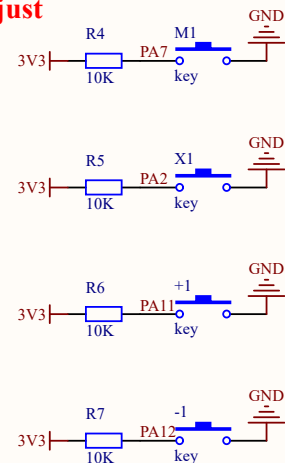 just
GND
R4
M1
3V3
PA7
10K
key
GND
R5
X1
3V3
PA2
10K
key
GND
R6
+1
3V3
PA11
10K
key
GND
R7
-1
3V3
PA12
10K
key